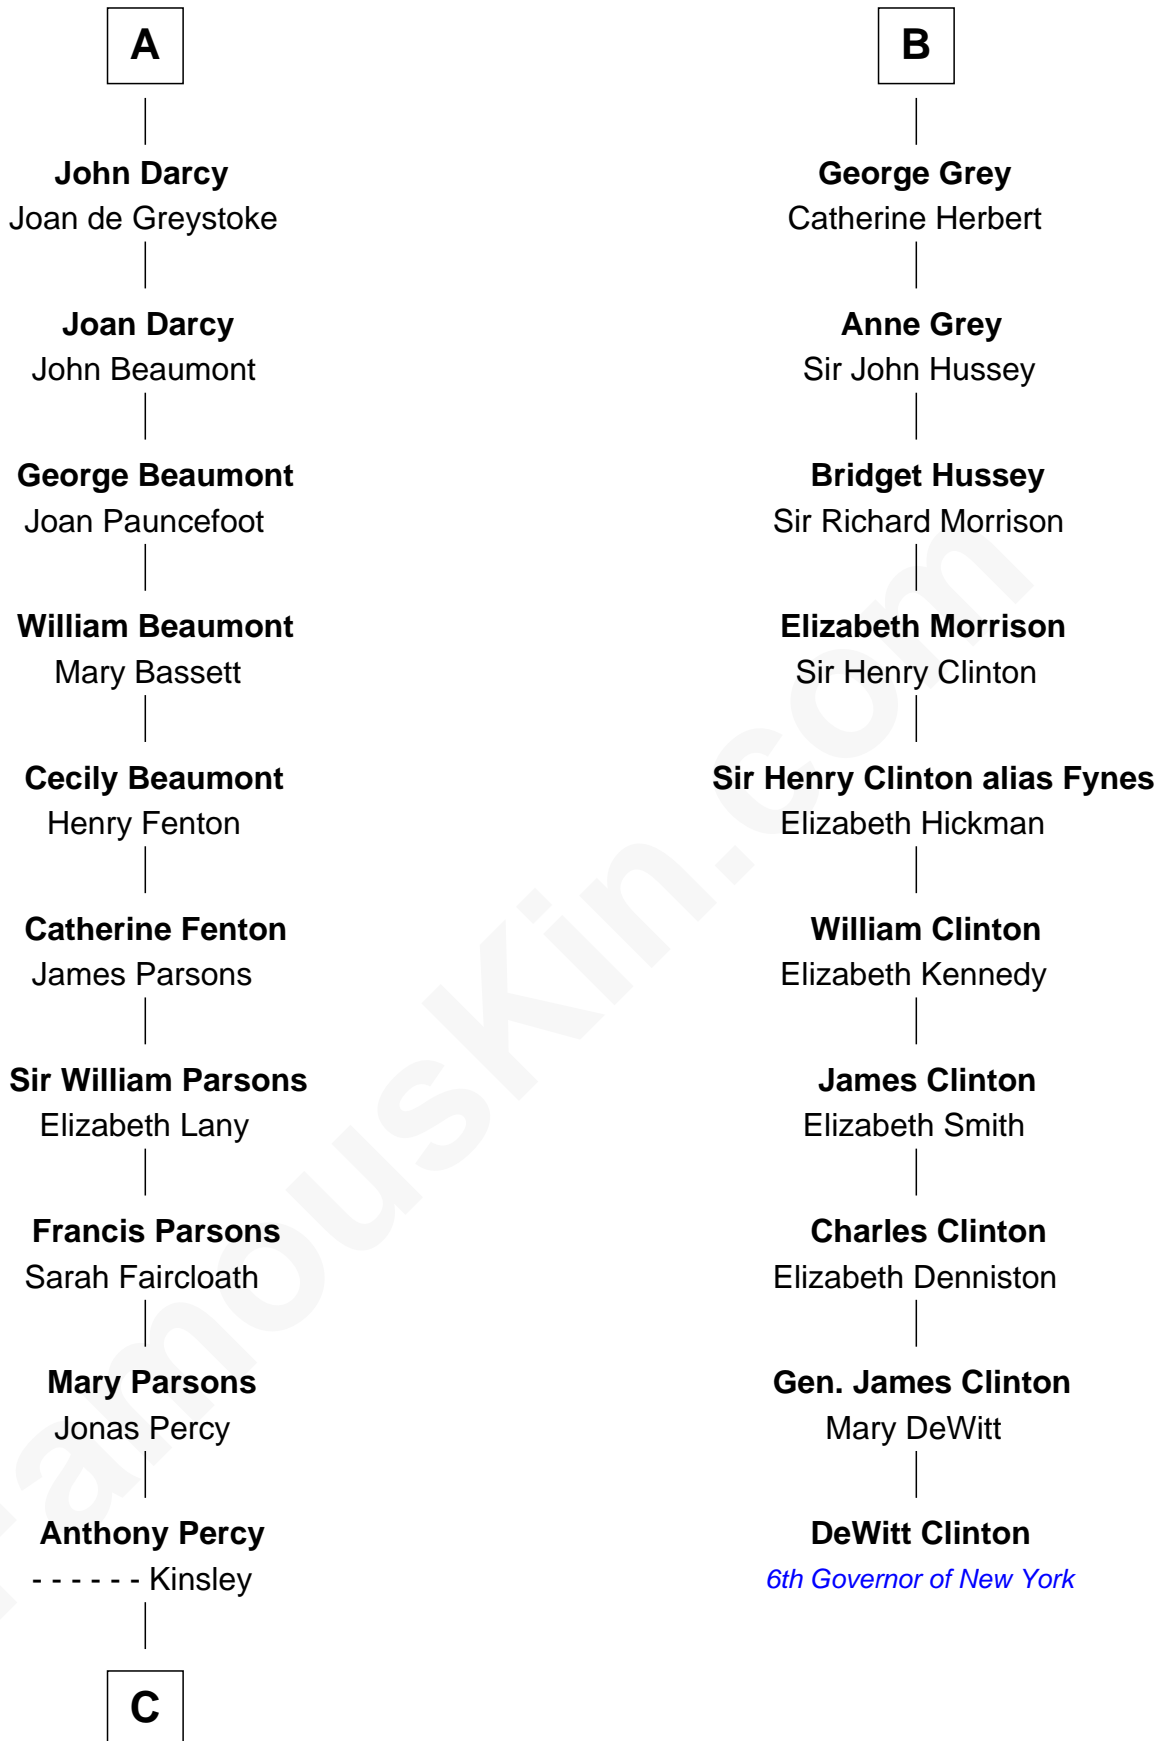 A
John Darcy
Joan de Greystoke
Joan Darcy
John Beaumont
George Beaumont
Joan Pauncefoot
William Beaumont
Mary Bassett
Cecily Beaumont
Henry Fenton
Catherine Fenton
James Parsons
Sir William Parsons
Elizabeth Lany
Francis Parsons
Sarah Faircloath
Mary Parsons
Jonas Percy
Anthony Percy
- - - - - - Kinsley
C
B
George Grey
Catherine Herbert
Anne Grey
Sir John Hussey
Bridget Hussey
Sir Richard Morrison
Elizabeth Morrison
Sir Henry Clinton
Sir Henry Clinton alias Fynes
Elizabeth Hickman
William Clinton
Elizabeth Kennedy
James Clinton
Elizabeth Smith
Charles Clinton
Elizabeth Denniston
Gen. James Clinton
Mary DeWitt
DeWitt Clinton
6th Governor of New York
FamousKin.com